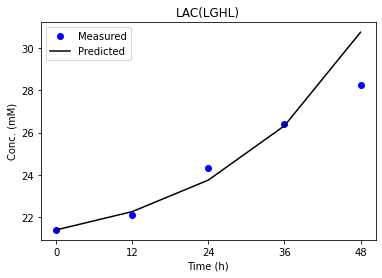 LAC(LGHL)
Measured
Predicted
Conc. (mM)
30
28
26
24
22
0 12 24 36 48
Time (h)